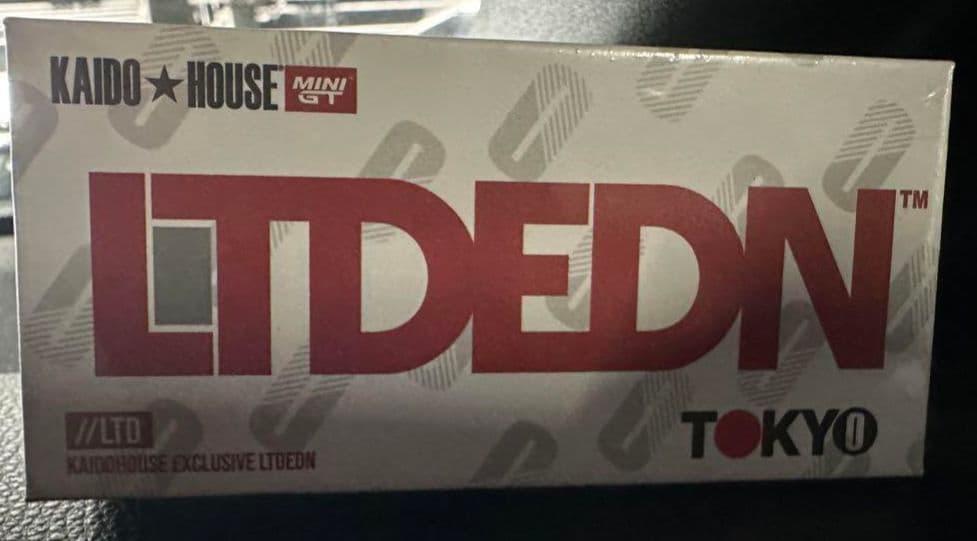 KAIDO★HOUSE MINI GT
LTDEDN™
//LTD
KAIDOHOUSE EXCLUSIVE LTDEDN
TOKYO